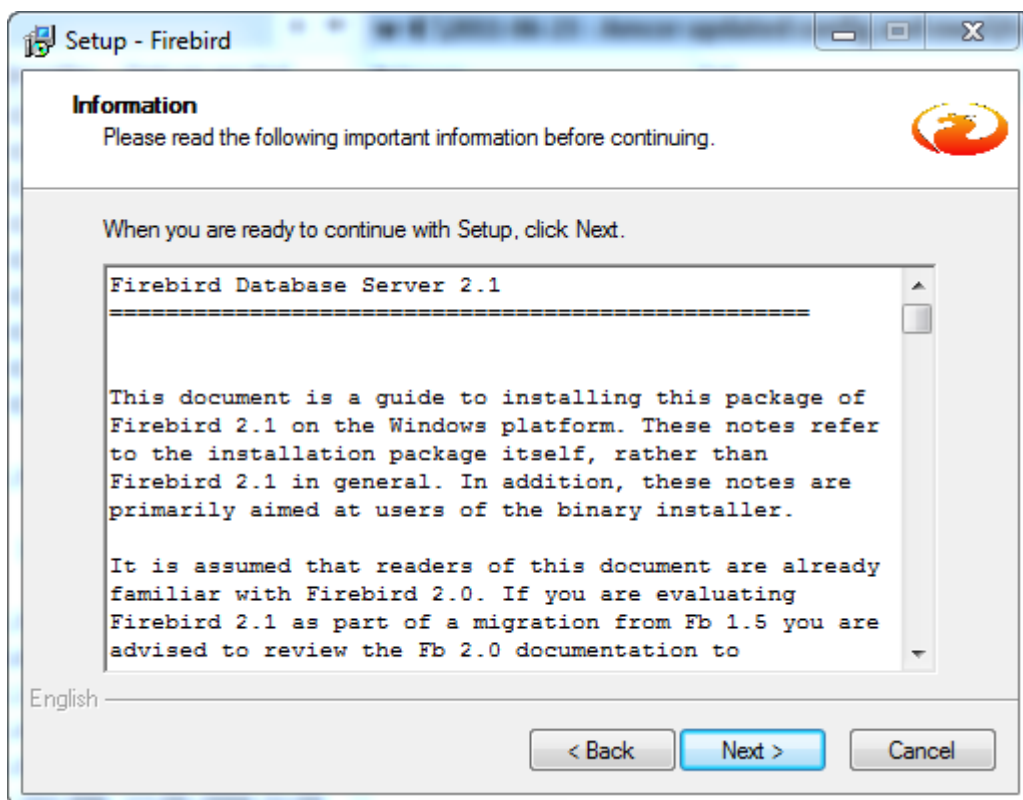 Setup - Firebird
Information
Please read the following important information before continuing.
When you are ready to continue with Setup, click Next.
Firebird Database Server 2.1
==================================================
This document is a guide to installing this package of
Firebird 2.1 on the Windows platform. These notes refer
to the installation package itself, rather than
Firebird 2.1 in general. In addition, these notes are
primarily aimed at users of the binary installer.
It is assumed that readers of this document are already
familiar with Firebird 2.0. If you are evaluating
Firebird 2.1 as part of a migration from Fb 1.5 you are
advised to review the Fb 2.0 documentation to
English
< Back
Next >
Cancel